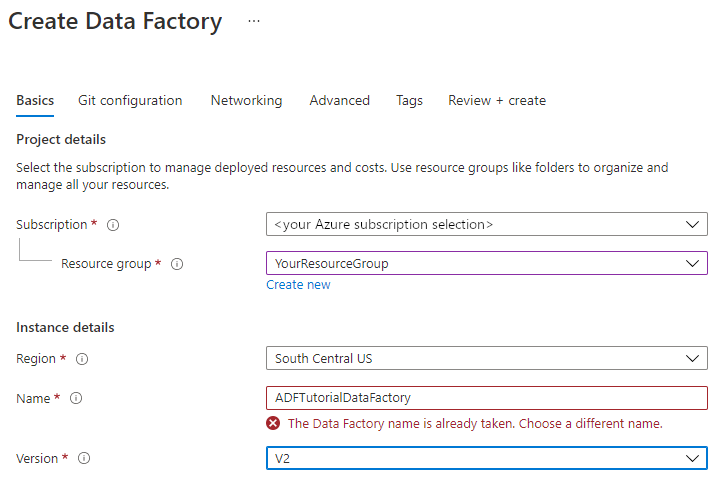 Create Data Factory ...
Basics Git configuration Networking Advanced Tags Review + create
Project details
Select the subscription to manage deployed resources and costs. Use resource groups like folders to organize and
manage all your resources.
Subscription * <your Azure subscription selection>
Resource group * YourResourceGroup
Create new
Instance details
Region * South Central US
Name * ADFTutorialDataFactory
The Data Factory name is already taken. Choose a different name.
Version * V2